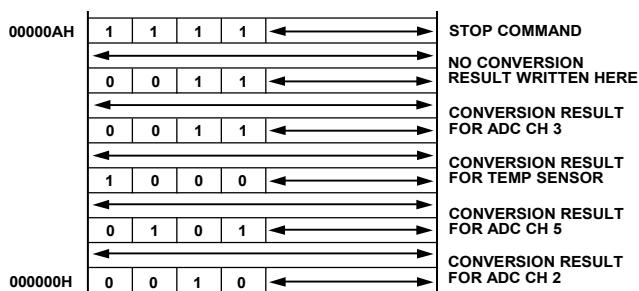 00000AH 1 1 1 1 STOP COMMAND
NO CONVERSION
0 0 1 1 RESULT WRITTEN HERE
CONVERSION RESULT
0 0 1 1 FOR ADC CH 3
CONVERSION RESULT
1 0 0 0 FOR TEMP SENSOR
CONVERSION RESULT
0 1 0 1 FOR ADC CH 5
CONVERSION RESULT
000000H 0 0 1 0 FOR ADC CH 2